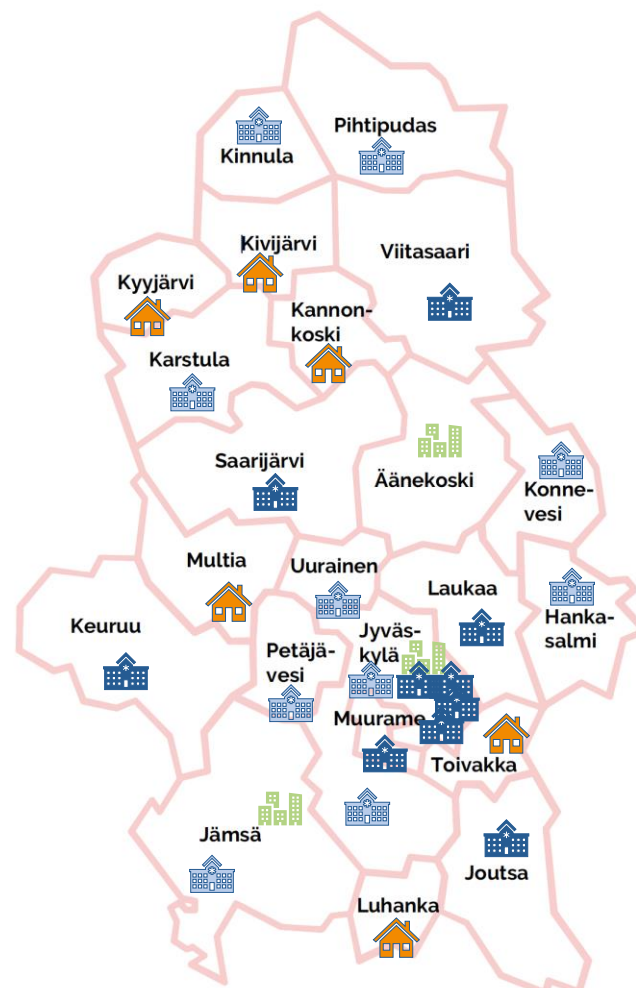 Pihtipudas
Kinnula
Kivijärvi
Viitasaari
Kyyjärvi
Kannon-
koski
Karstula
Saarijärvi
Äänekoski
Konne-
vesi
Multia
Uurainen
Laukaa
Hanka-
salmi
Keuruu
Jyväs-
kylä
Petäjä-
vesi
Muurame
Toivakka
Jämsä
Joutsa
Luhanka